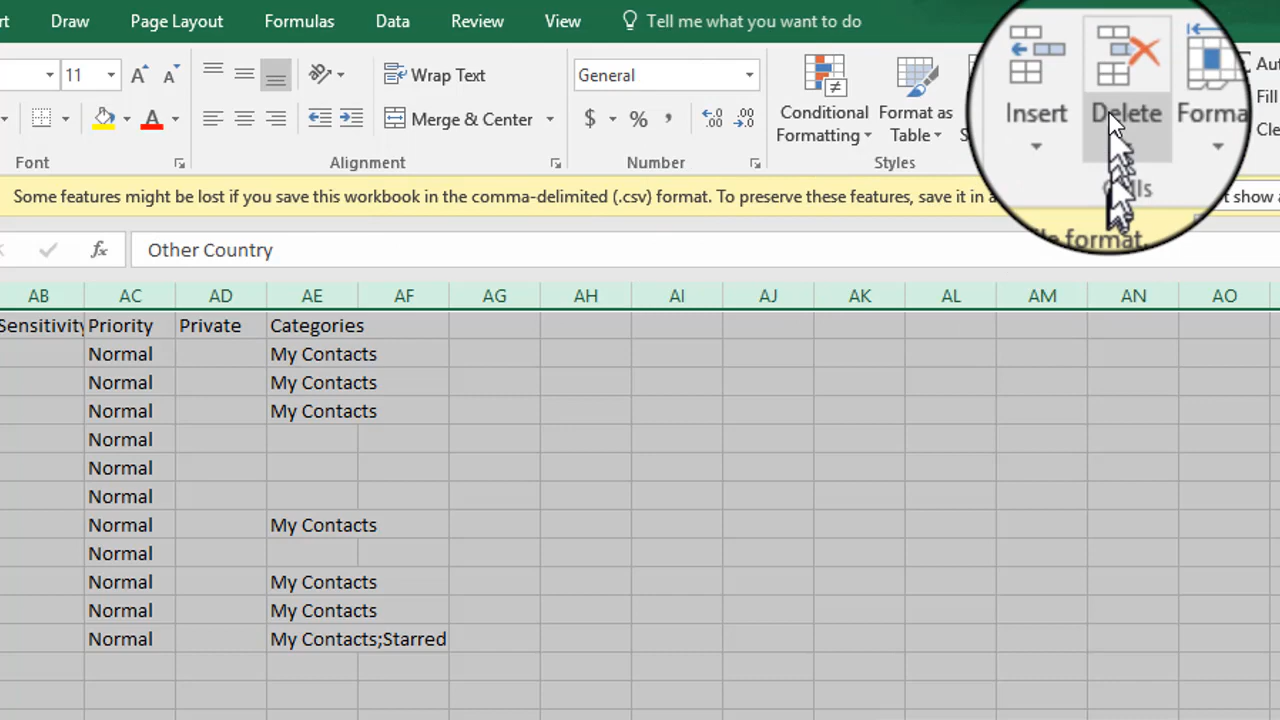 rt Draw Page Layout Formulas Data Review View Tell me what you want to do
11 A A Wrap Text General Conditional Formatting Format as Table Insert Delete Forma Aut
A Merge & Center $ % , .00 Fill
Font Alignment Number Styles Cle
Some features might be lost if you save this workbook in the comma-delimited (.csv) format. To preserve these features, save it in a format. t show a
fx Other Country
AB AC AD AE AF AG AH AI AJ AK AL AM AN AO
Sensitivity Priority Private Categories
Normal My Contacts
Normal My Contacts
Normal My Contacts
Normal
Normal
Normal
Normal My Contacts
Normal
Normal My Contacts
Normal My Contacts
Normal My Contacts;Starred